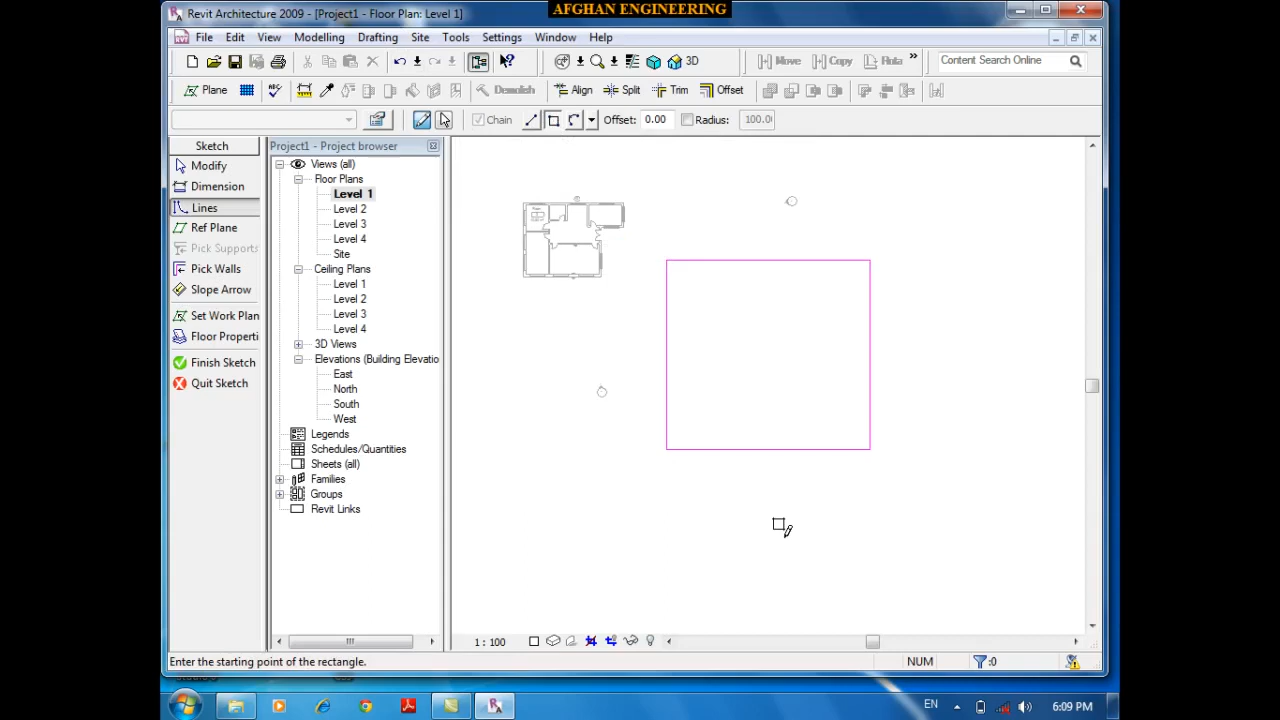 AFGHAN ENGINEERING
Revit Architecture 2009 - [Project1 - Floor Plan: Level 1]
File Edit View Modelling Drafting Site Tools Settings Window Help
3D Move Copy Rota » Content Search Online
Plane Demolish Align Split Trim Offset
Chain Offset: 0.00 Radius: 100.0
Sketch
Modify
Dimension
Lines
Ref Plane
Pick Supports
Pick Walls
Slope Arrow
Set Work Plan
Floor Properti
Finish Sketch
Quit Sketch
Project1 - Project browser
Views (all)
Floor Plans
Level 1
Level 2
Level 3
Level 4
Site
Ceiling Plans
Level 1
Level 2
Level 3
Level 4
3D Views
Elevations (Building Elevatio
East
North
South
West
Legends
Schedules/Quantities
Sheets (all)
Families
Groups
Revit Links
1 : 100
Enter the starting point of the rectangle.
NUM
:0
EN
6:09 PM